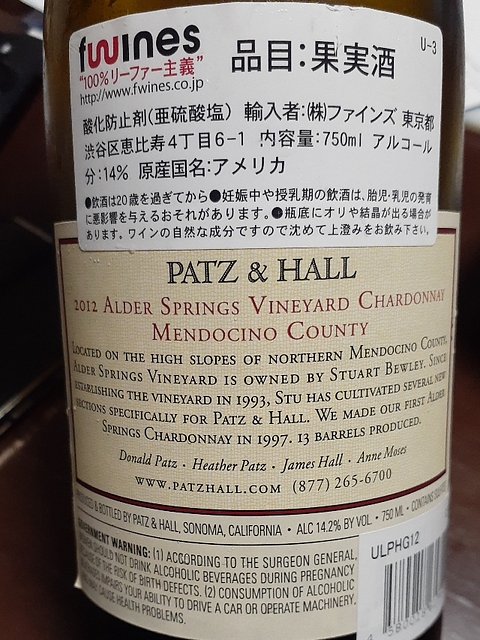 fwines
"100%リーファー主義"
http://www.fwines.co.jp
品目:果実酒
U-3
酸化防止剤(亜硫酸塩) 輸入者:(株)ファインズ 東京都
渋谷区恵比寿4丁目6-1 内容量:750ml アルコール
分:14% 原産国名:アメリカ
●飲酒は20歳を過ぎてから●妊娠中や授乳期の飲酒は、胎児・乳児の発育
に悪影響を与えるおそれがあります。●瓶底にオリや結晶が出る場合が
あります。ワインの自然な成分ですので沈めて上澄みをお飲み下さい。
PATZ & HALL
2012 ALDER SPRINGS VINEYARD CHARDONNAY
MENDOCINO COUNTY
LOCATED ON THE HIGH SLOPES OF NORTHERN MENDOCINO COUNTY,
ALDER SPRINGS VINEYARD IS OWNED BY STUART BEWLEY. SINCE
ESTABLISHING THE VINEYARD IN 1993, STU HAS CULTIVATED SEVERAL NEW
SECTIONS SPECIFICALLY FOR PATZ & HALL. WE MADE OUR FIRST ALDER
SPRINGS CHARDONNAY IN 1997. 13 BARRELS PRODUCED.
Donald Patz · Heather Patz · James Hall · Anne Moses
WWW.PATZHALL.COM (877) 265-6700
PRODUCED & BOTTLED BY PATZ & HALL, SONOMA, CALIFORNIA • ALC 14.2% BY VOL. • 750 ML • CONTAINS
GOVERNMENT WARNING: (1) ACCORDING TO THE SURGEON GENERAL,
SHOULD NOT DRINK ALCOHOLIC BEVERAGES DURING PREGNANCY
OF THE RISK OF BIRTH DEFECTS. (2) CONSUMPTION OF ALCOHOLIC
IMPAIRS YOUR ABILITY TO DRIVE A CAR OR OPERATE MACHINERY,
CAUSE HEALTH PROBLEMS.
ULPHG12